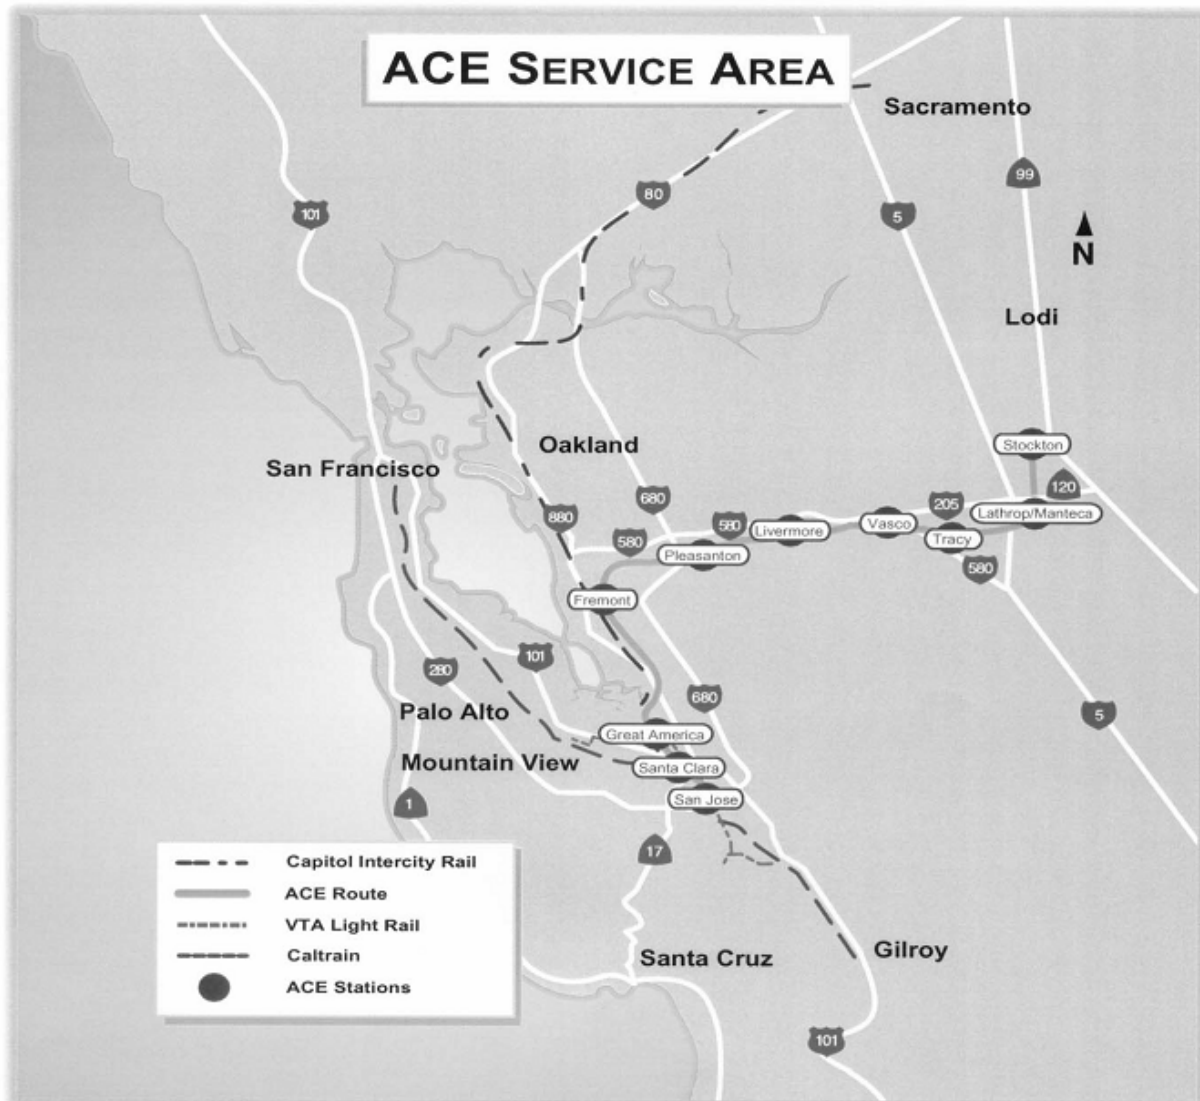 ACE SERVICE AREA
Sacramento
80
99
101
5
N
Lodi
Stockton
Oakland
San Francisco
120
680
205
Lathrop/Manteca
880
580
580
Livermore
Vasco
Tracy
Pleasanton
580
Fremont
101
280
680
Palo Alto
5
Great America
Mountain View
Santa Clara
San Jose
1
17
Capitol Intercity Rail
ACE Route
VTA Light Rail
Caltrain
ACE Stations
Santa Cruz
Gilroy
101